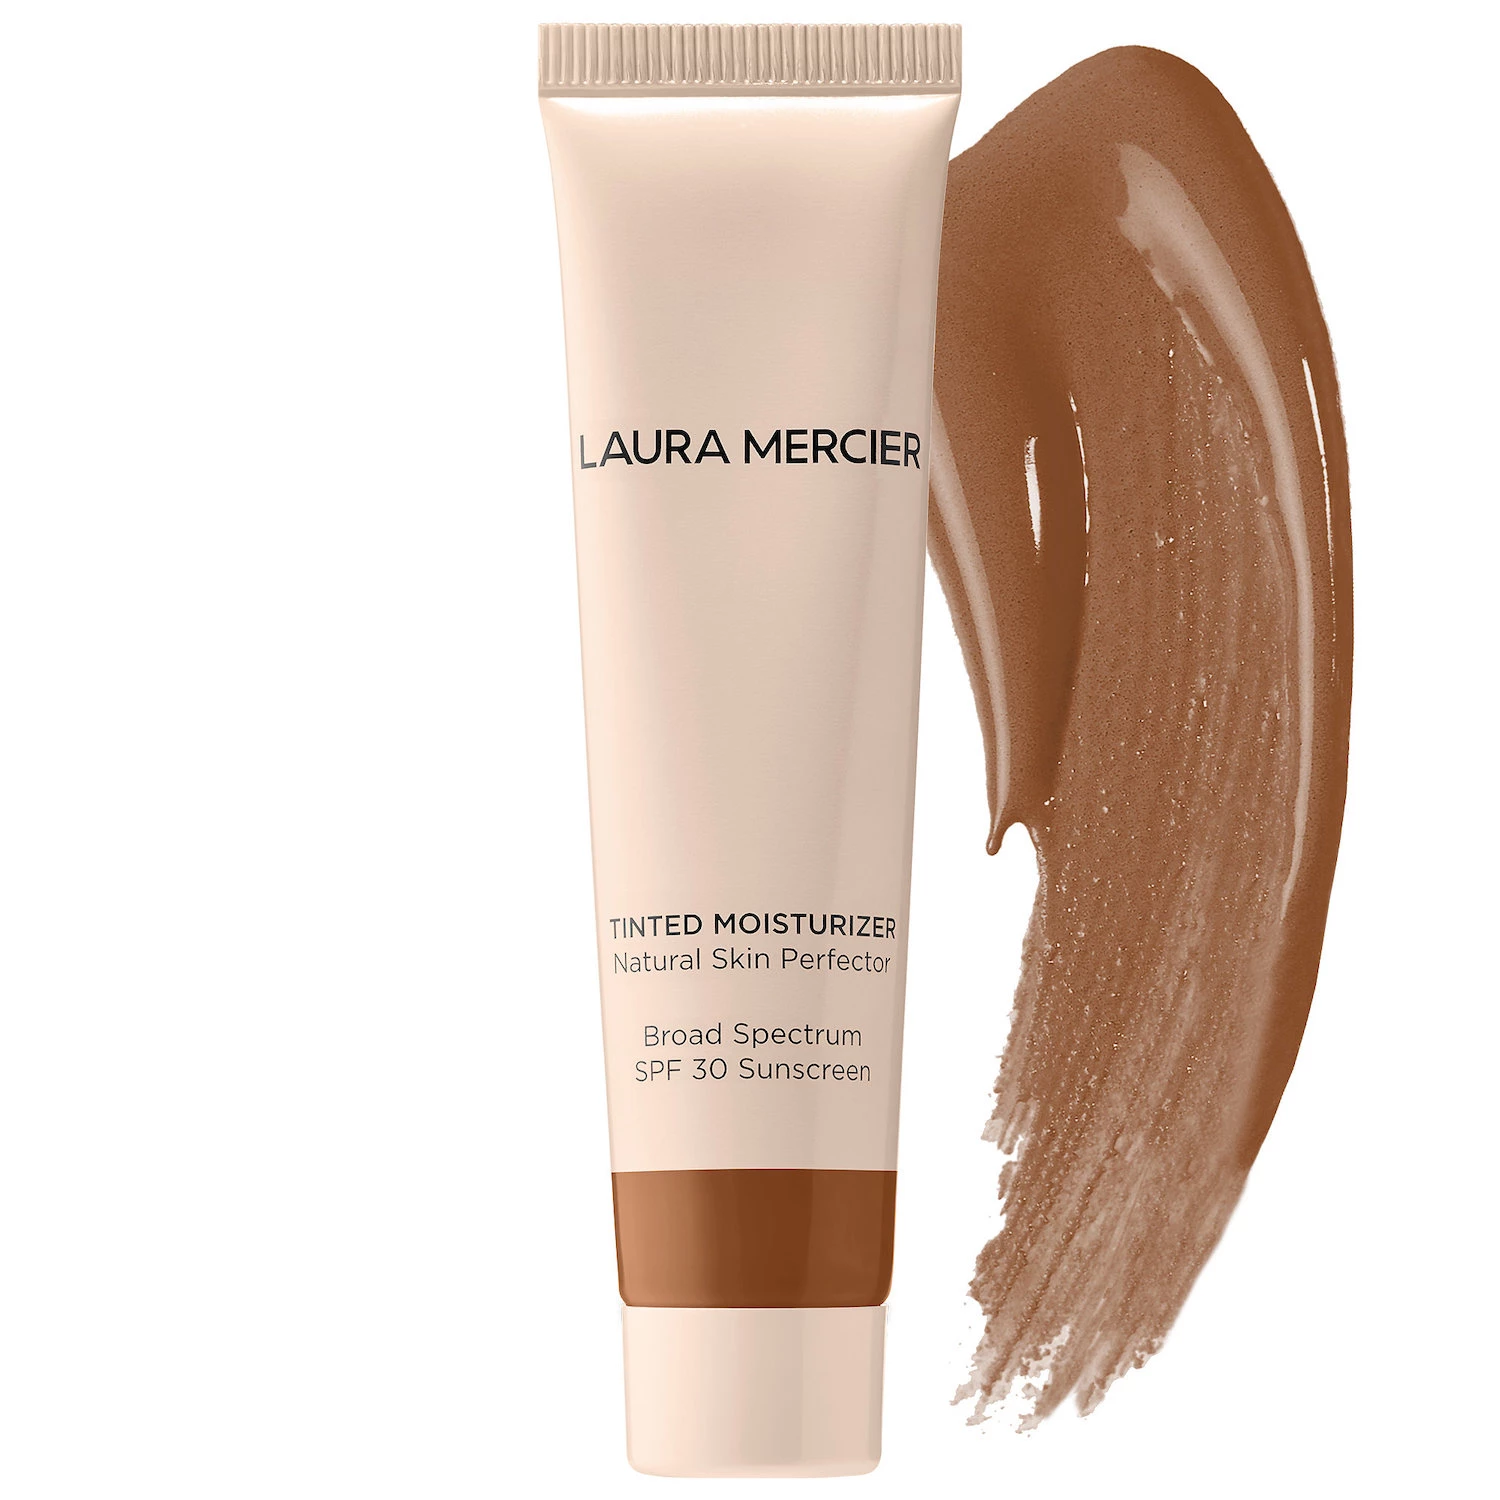 LAURA MERCIER
TINTED MOISTURIZER
Natural Skin Perfector
Broad Spectrum
SPF 30 Sunscreen